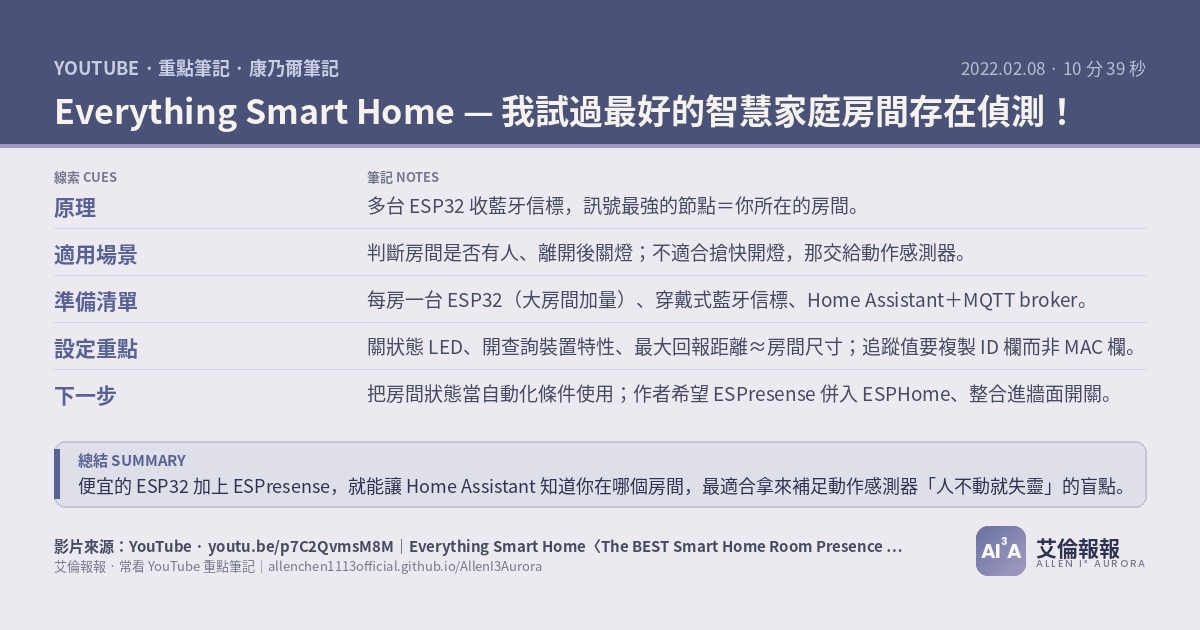 YOUTUBE · 重點筆記 · 康乃爾筆記
2022.02.08 · 10 分 39 秒
Everything Smart Home — 我試過最好的智慧家庭房間存在偵測！
線索 CUES
筆記 NOTES
原理
多台 ESP32 收藍牙信標，訊號最強的節點＝你所在的房間。
適用場景
判斷房間是否有人、離開後關燈；不適合搶快開燈，那交給動作感測器。
準備清單
每房一台 ESP32（大房間加量）、穿戴式藍牙信標、Home Assistant＋MQTT broker。
設定重點
關狀態 LED、開查詢裝置特性、最大回報距離≈房間尺寸；追蹤值要複製 ID 欄而非 MAC 欄。
下一步
把房間狀態當自動化條件使用；作者希望 ESPresense 併入 ESPHome、整合進牆面開關。
總結 SUMMARY
便宜的 ESP32 加上 ESPresense，就能讓 Home Assistant 知道你在哪個房間，最適合拿來補足動作感測器「人不動就失靈」的盲點。
影片來源：YouTube · youtu.be/p7C2QvmsM8M｜Everything Smart Home〈The BEST Smart Home Room Presence …
艾倫報報 · 常看 YouTube 重點筆記｜allenchen1113official.github.io/AllenI3Aurora
AI³A
艾倫報報
ALLEN I³ AURORA